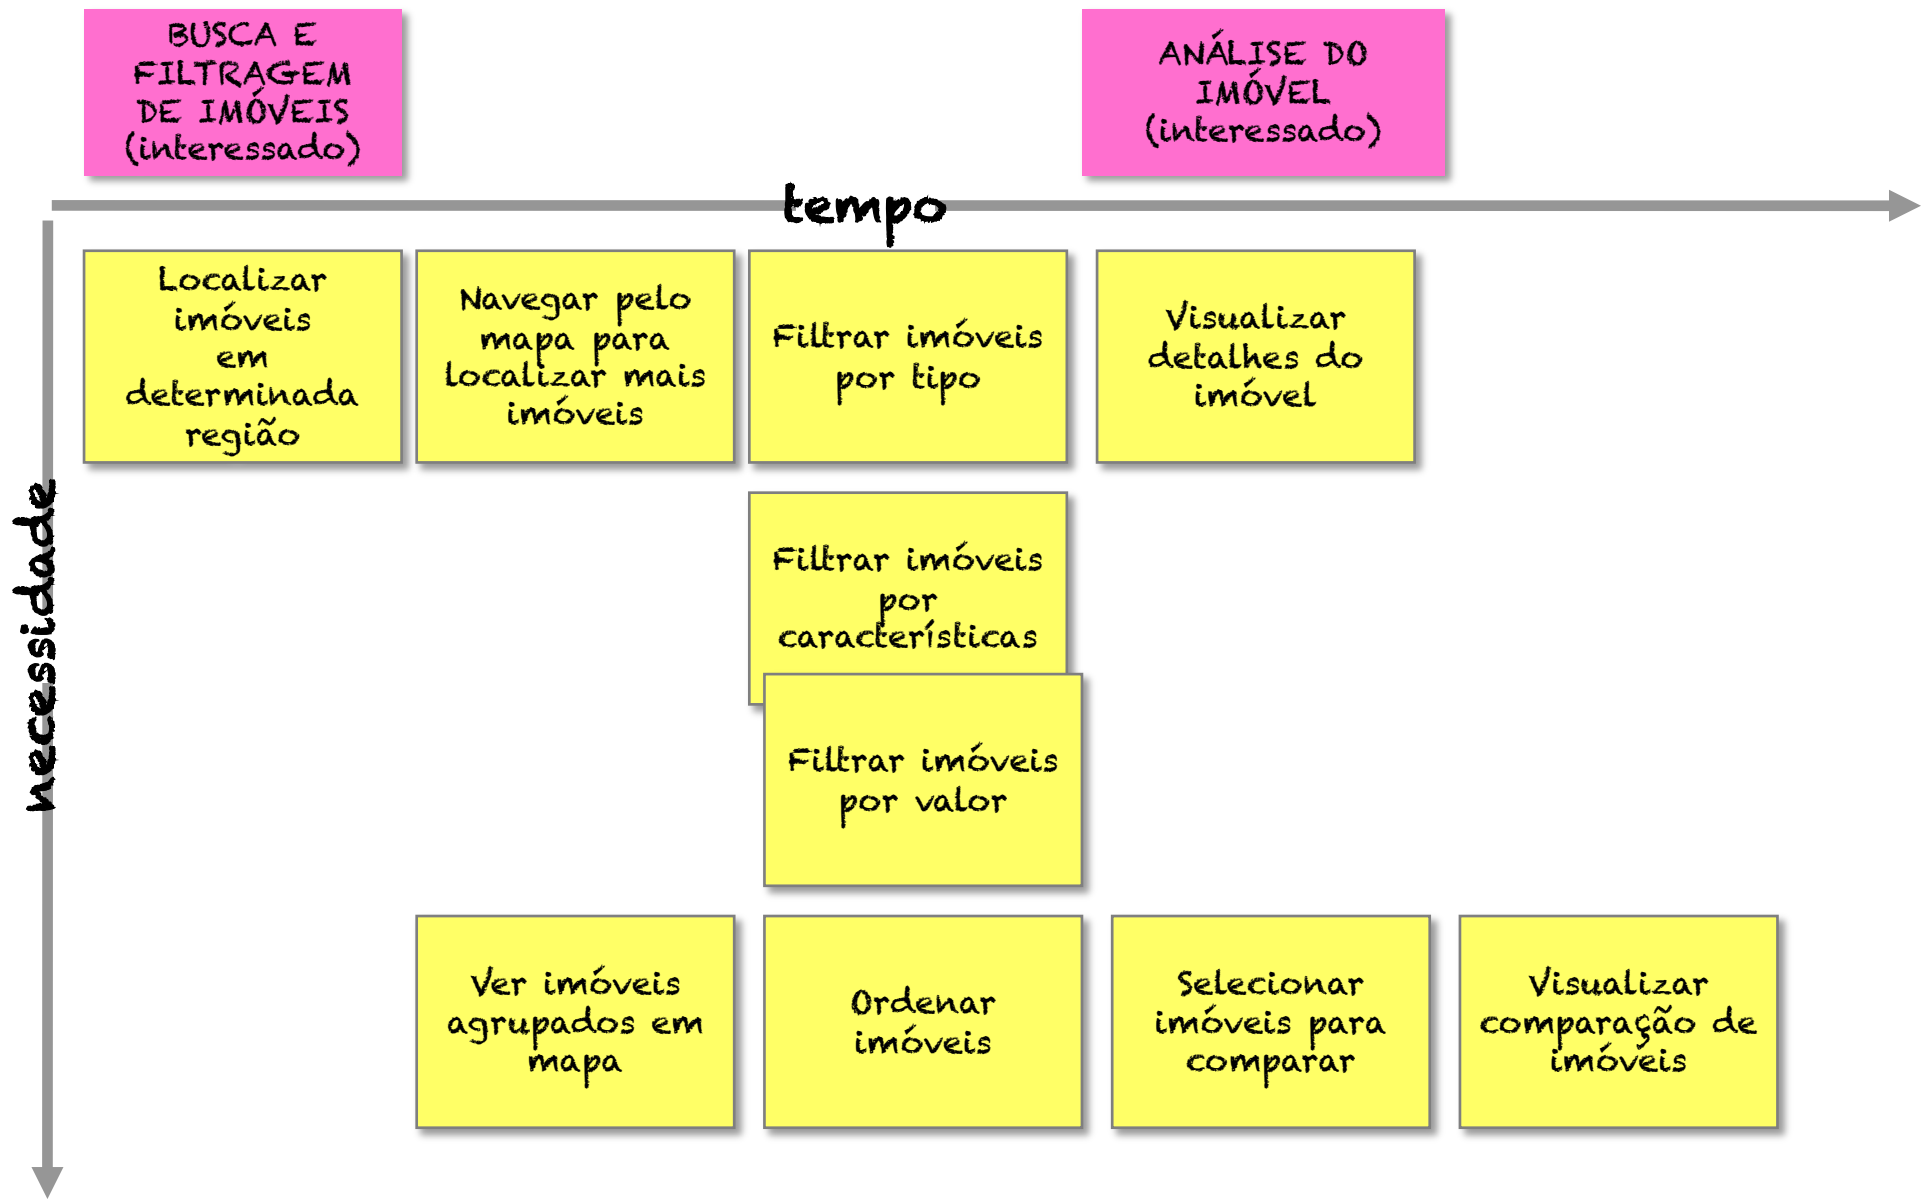 BUSCA E
FILTRAGEM
DE IMÓVEIS
(interessado)
ANÁLISE DO
IMÓVEL
(interessado)
tempo
necessidade
Localizar
imóveis
em
determinada
região
Navegar pelo
mapa para
localizar mais
imóveis
Filtrar imóveis
por tipo
Visualizar
detalhes do
imóvel
Filtrar imóveis
por
características
Filtrar imóveis
por valor
Ver imóveis
agrupados em
mapa
Ordenar
imóveis
Selecionar
imóveis para
comparar
Visualizar
comparação de
imóveis